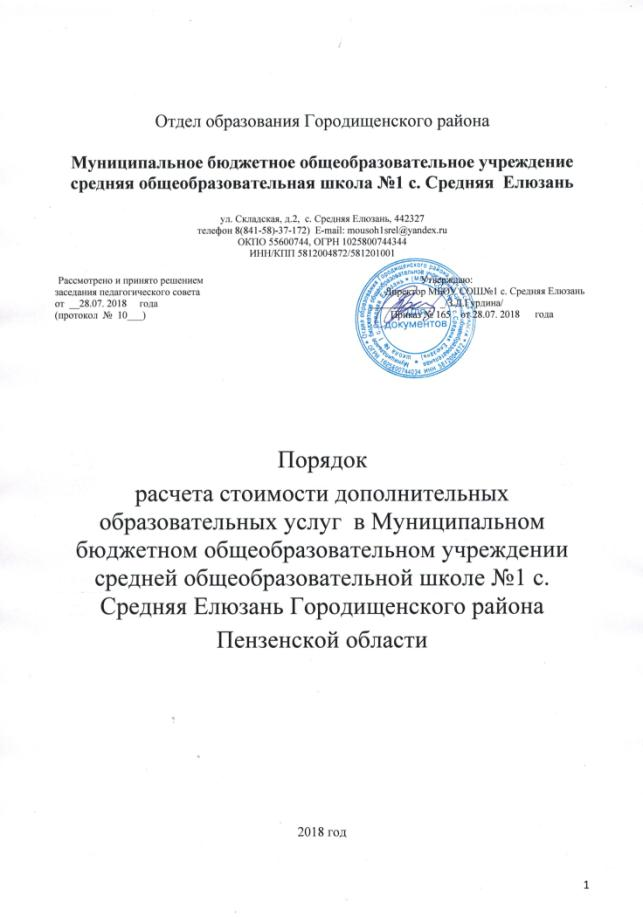 Отдел образования Городищенского района
Муниципальное бюджетное общеобразовательное учреждение
средняя общеобразовательная школа №1 с. Средняя Елюзань
ул. Складская, д.2, с. Средняя Елюзань, 442327
телефон 8(841-58)-37-172) E-mail: mousoh1srel@yandex.ru
ОКПО 55600744, ОГРН 1025800744344
ИНН/КПП 5812004872/581201001
Рассмотрено и принято решением
заседания педагогического совета
от __28.07. 2018 года
(протокол № 10___)
Утверждаю:
Директор МБОУ СОШ№1 с. Средняя Елюзань
З.Д.Гурдина/
Приказ № 165 от 28.07. 2018 года
документов
Порядок
расчета стоимости дополнительных
образовательных услуг в Муниципальном
бюджетном общеобразовательном учреждении
средней общеобразовательной школе №1 с.
Средняя Елюзань Городищенского района
Пензенской области
2018 год
1